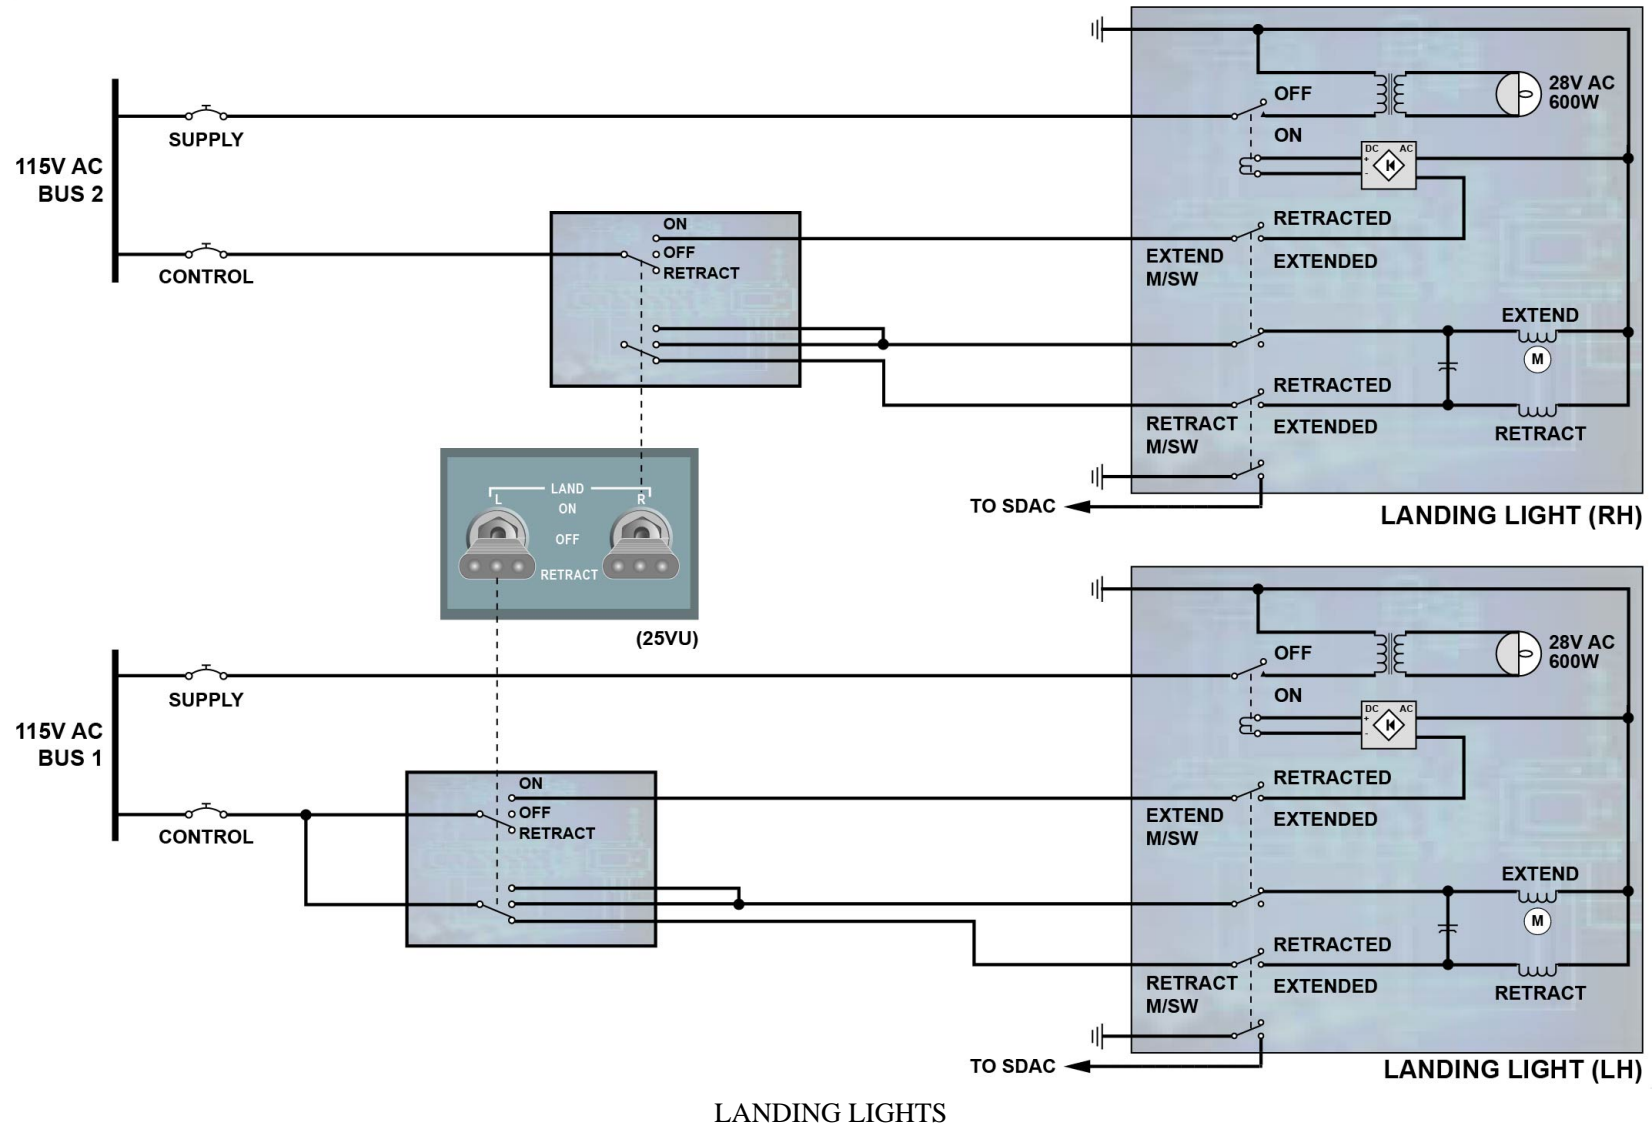 28V AC
600W
OFF
ON
SUPPLY
DC AC
+
-
115V AC
BUS 2
ON
OFF
RETRACT
RETRACTED
EXTEND
M/SW
EXTENDED
CONTROL
EXTEND
M
RETRACTED
RETRACT
M/SW
EXTENDED
RETRACT
TO SDAC
LANDING LIGHT (RH)
LAND
L
R
ON
OFF
RETRACT
(25VU)
28V AC
600W
OFF
ON
SUPPLY
DC AC
+
-
115V AC
BUS 1
ON
OFF
RETRACT
RETRACTED
EXTEND
M/SW
EXTENDED
CONTROL
EXTEND
M
RETRACTED
RETRACT
M/SW
EXTENDED
RETRACT
TO SDAC
LANDING LIGHT (LH)
LANDING LIGHTS